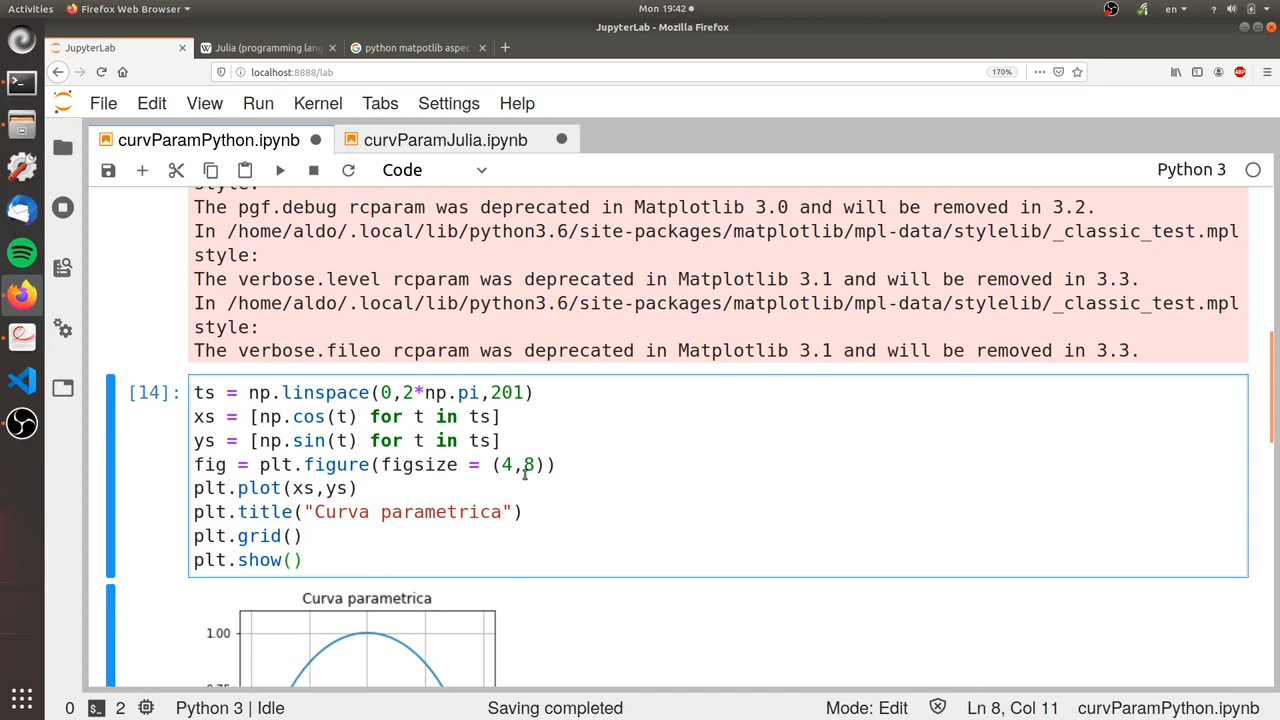 Activities Firefox Web Browser Mon 19:42 en ?
JupyterLab - Mozilla Firefox
JupyterLab Julia (programming lang python matpotlib aspec
localhost:8888/lab 170%
File Edit View Run Kernel Tabs Settings Help
curvParamPython.ipynb curvParamJulia.ipynb
Code Python 3
style:
The pgf.debug rcparam was deprecated in Matplotlib 3.0 and will be removed in 3.2.
In /home/aldo/.local/lib/python3.6/site-packages/matplotlib/mpl-data/stylelib/_classic_test.mpl
style:
The verbose.level rcparam was deprecated in Matplotlib 3.1 and will be removed in 3.3.
In /home/aldo/.local/lib/python3.6/site-packages/matplotlib/mpl-data/stylelib/_classic_test.mpl
style:
The verbose.fileo rcparam was deprecated in Matplotlib 3.1 and will be removed in 3.3.
[14]: ts = np.linspace(0,2*np.pi,201)
xs = [np.cos(t) for t in ts]
ys = [np.sin(t) for t in ts]
fig = plt.figure(figsize = (4,8))
plt.plot(xs,ys)
plt.title("Curva parametrica")
plt.grid()
plt.show()
Curva parametrica
1.00
0.75
0 $_ 2 Python 3 | Idle Saving completed Mode: Edit Ln 8, Col 11 curvParamPython.ipynb